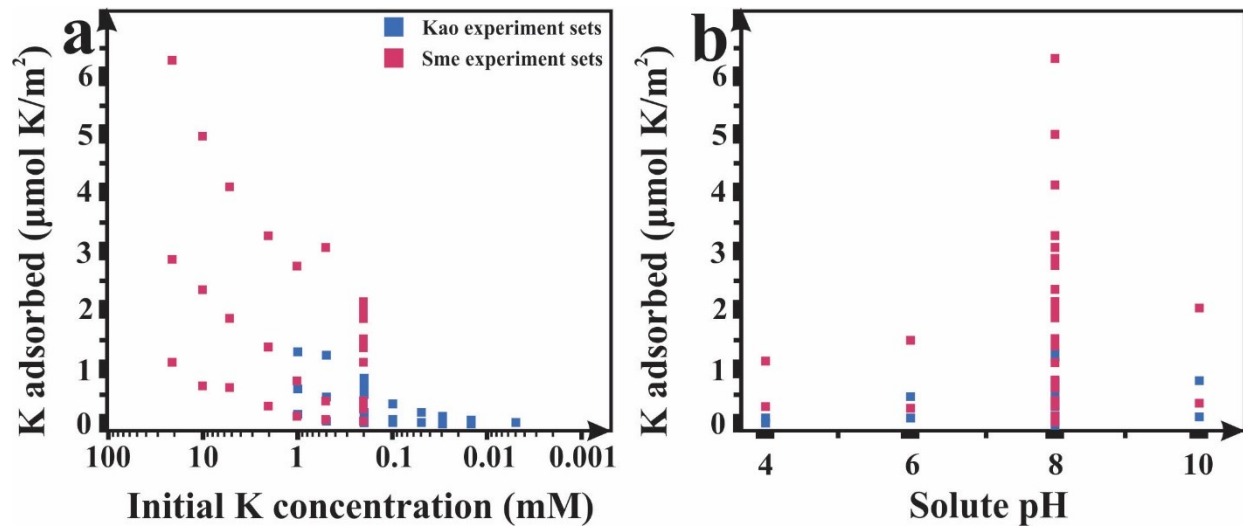 a
Kao experiment sets
Sme experiment sets
K adsorbed (μmol K/m²)
6
5
4
3
2
1
0
100 10 1 0.1 0.01 0.001
Initial K concentration (mM)
b
K adsorbed (μmol K/m²)
6
5
4
3
2
1
0
4 6 8 10
Solute pH